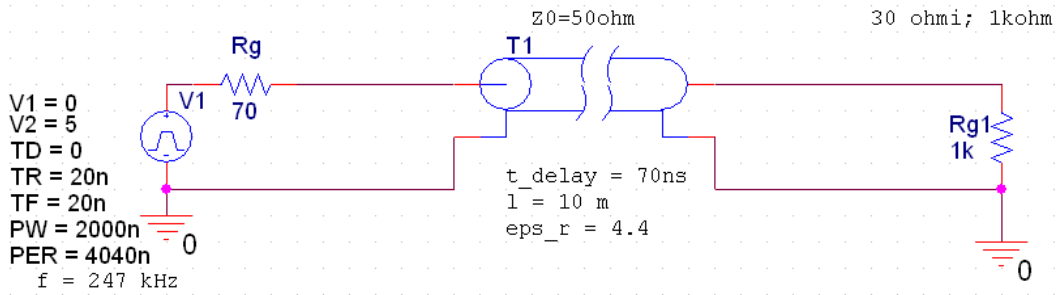 Z0=50ohm
30 ohmi; 1kohm
Rg
T1
V1
70
V1 = 0
V2 = 5
TD = 0
TR = 20n
TF = 20n
PW = 2000n
PER = 4040n
f = 247 kHz
0
Rg1
1k
t_delay = 70ns
l = 10 m
eps_r = 4.4
0